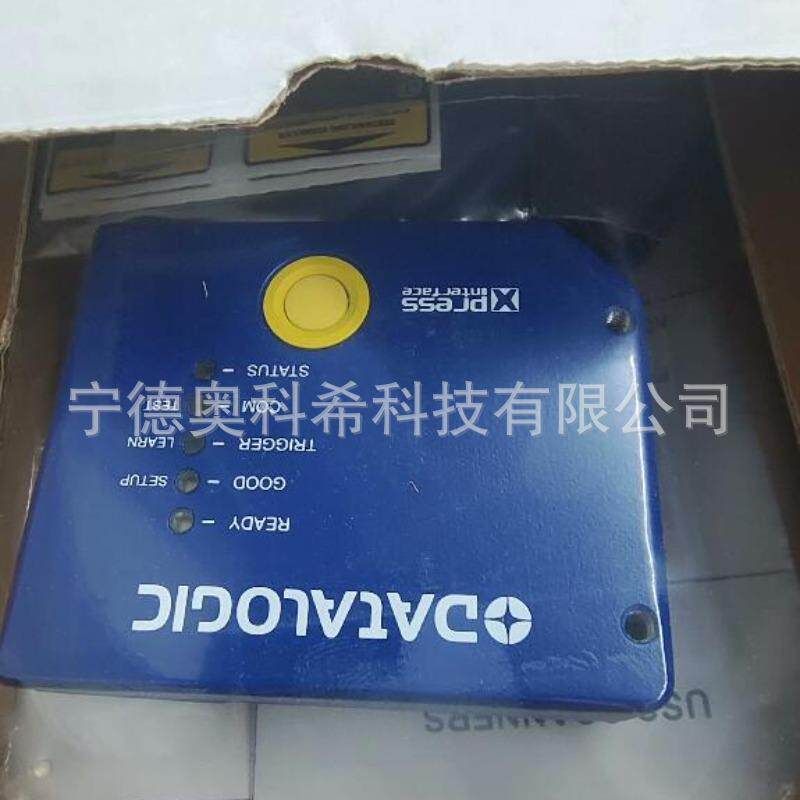 DATALOGIC
READY
GOOD SETUP
TRIGGER LEARN
COM TEST
STATUS
Xpress
interface
宁德奥科希科技有限公司